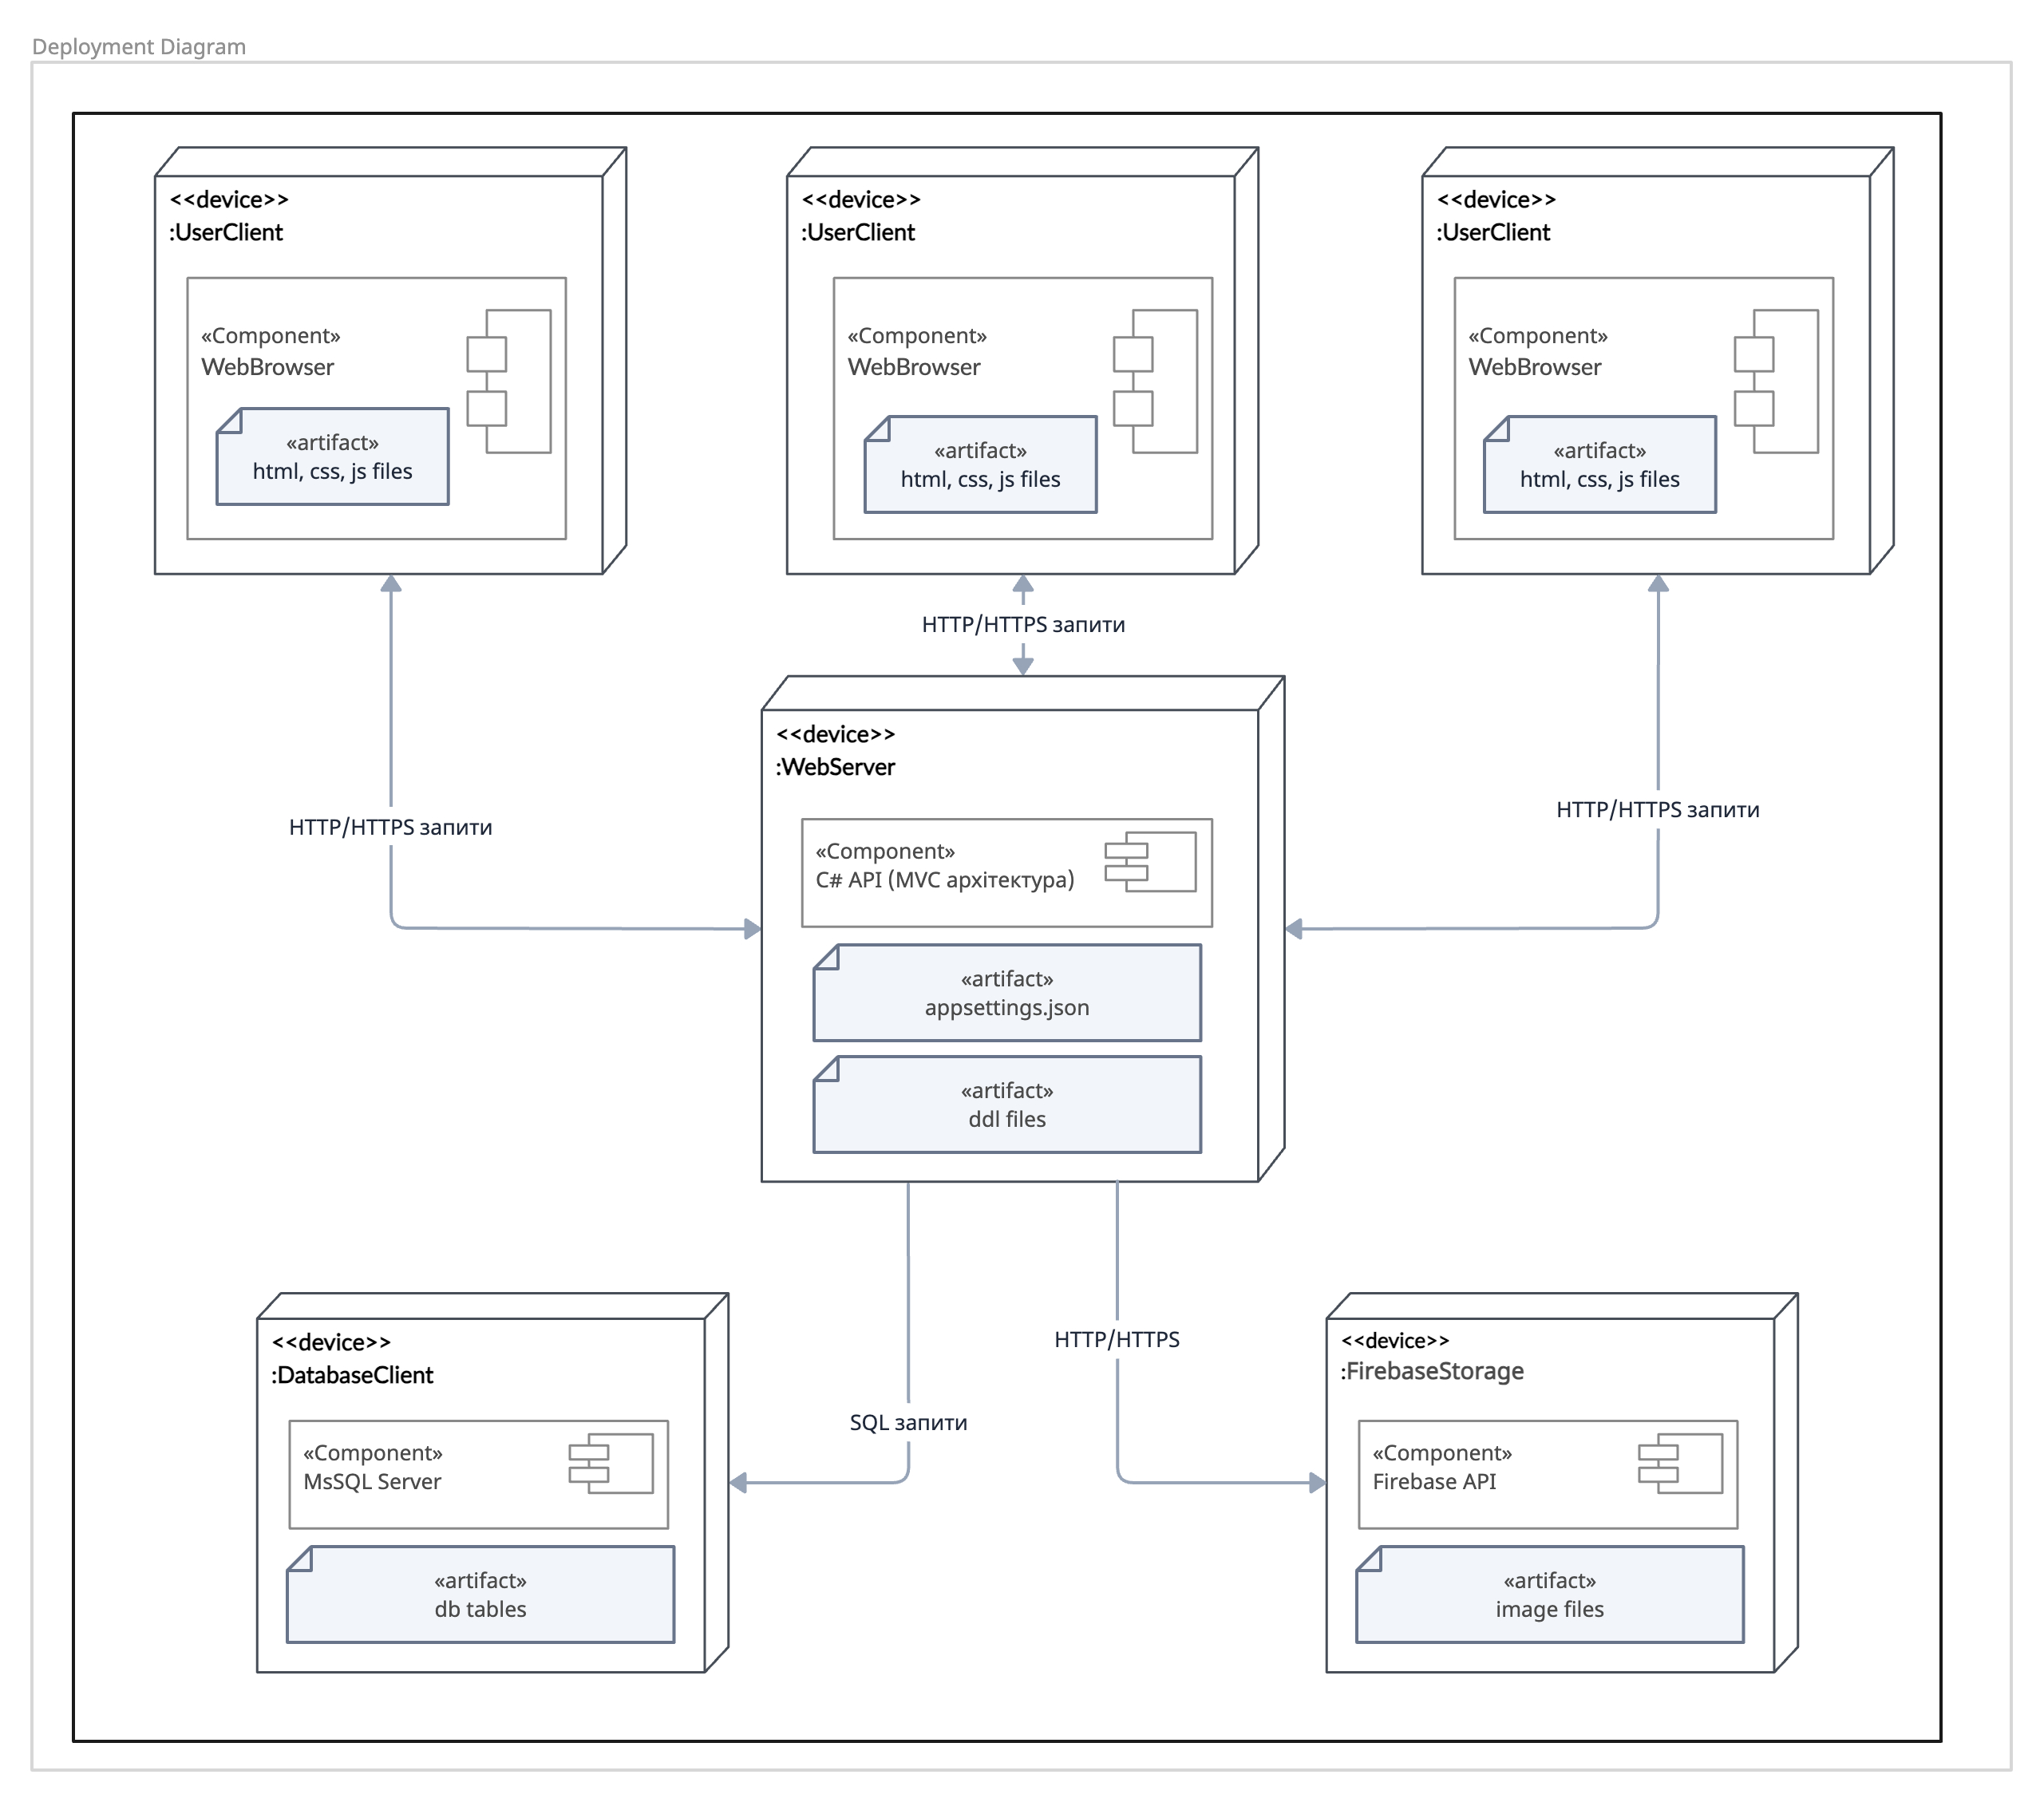 Deployment Diagram
<<device>>
:UserClient
«Component»
WebBrowser
«artifact»
html, css, js files
<<device>>
:UserClient
«Component»
WebBrowser
«artifact»
html, css, js files
<<device>>
:UserClient
«Component»
WebBrowser
«artifact»
html, css, js files
HTTP/HTTPS запити
HTTP/HTTPS запити
HTTP/HTTPS запити
<<device>>
:WebServer
«Component»
C# API (MVC архітектура)
«artifact»
appsettings.json
«artifact»
ddl files
SQL запити
HTTP/HTTPS
<<device>>
:DatabaseClient
«Component»
MsSQL Server
«artifact»
db tables
<<device>>
:FirebaseStorage
«Component»
Firebase API
«artifact»
image files